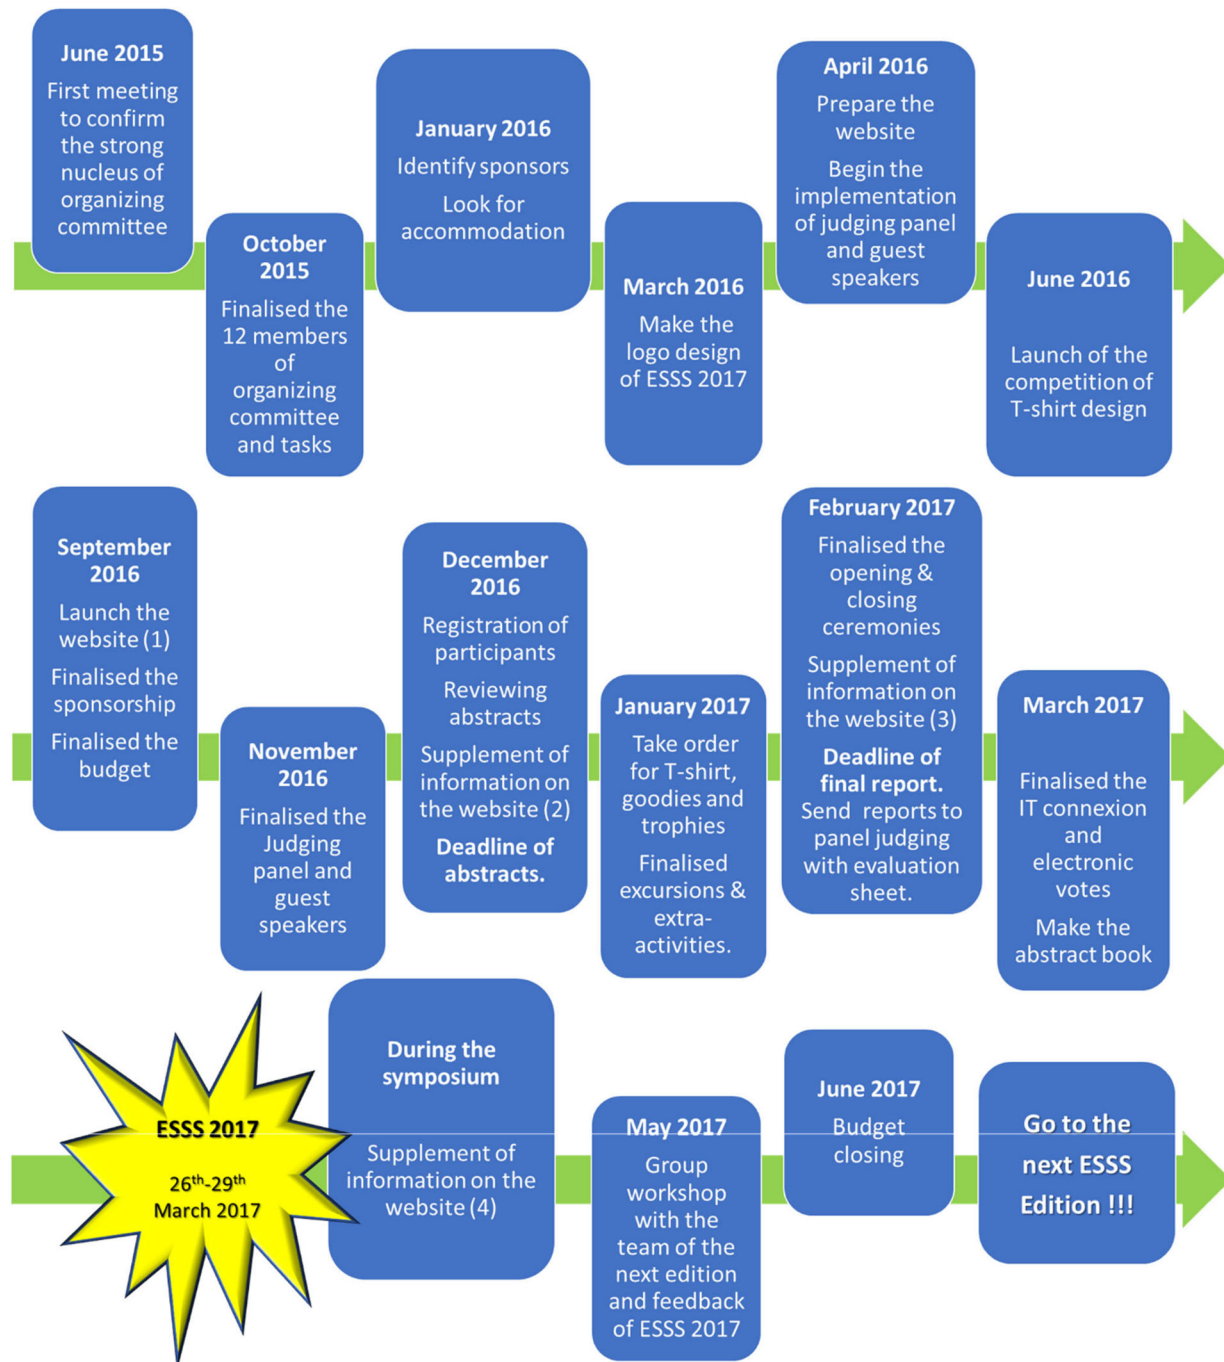 June 2015
First meeting
to confirm
the strong
nucleus of
organizing
committee
October
2015
Finalised the
12 members
of
organizing
committee
and tasks
January 2016
Identify sponsors
Look for
accommodation
March 2016
Make the
logo design
of ESSS 2017
April 2016
Prepare the
website
Begin the
implementation
of judging panel
and guest
speakers
June 2016
Launch of the
competition of
T-shirt design
September
2016
Launch the
website (1)
Finalised the
sponsorship
Finalised the
budget
November
2016
Finalised the
Judging
panel and
guest
speakers
December
2016
Registration of
participants
Reviewing
abstracts
Supplement of
information on
the website (2)
Deadline of
abstracts.
January 2017
Take order
for T-shirt,
goodies and
trophies
Finalised
excursions &
extra-
activities.
February 2017
Finalised the
opening &
closing
ceremonies
Supplement of
information on
the website (3)
Deadline of
final report.
Send reports to
panel judging
with evaluation
sheet.
March 2017
Finalised the
IT connexion
and
electronic
votes
Make the
abstract book
ESSS 2017
26th-29th
March 2017
During the
symposium
Supplement of
information on the
website (4)
May 2017
Group
workshop
with the
team of the
next edition
and feedback
of ESSS 2017
June 2017
Budget
closing
Go to the
next ESSS
Edition !!!